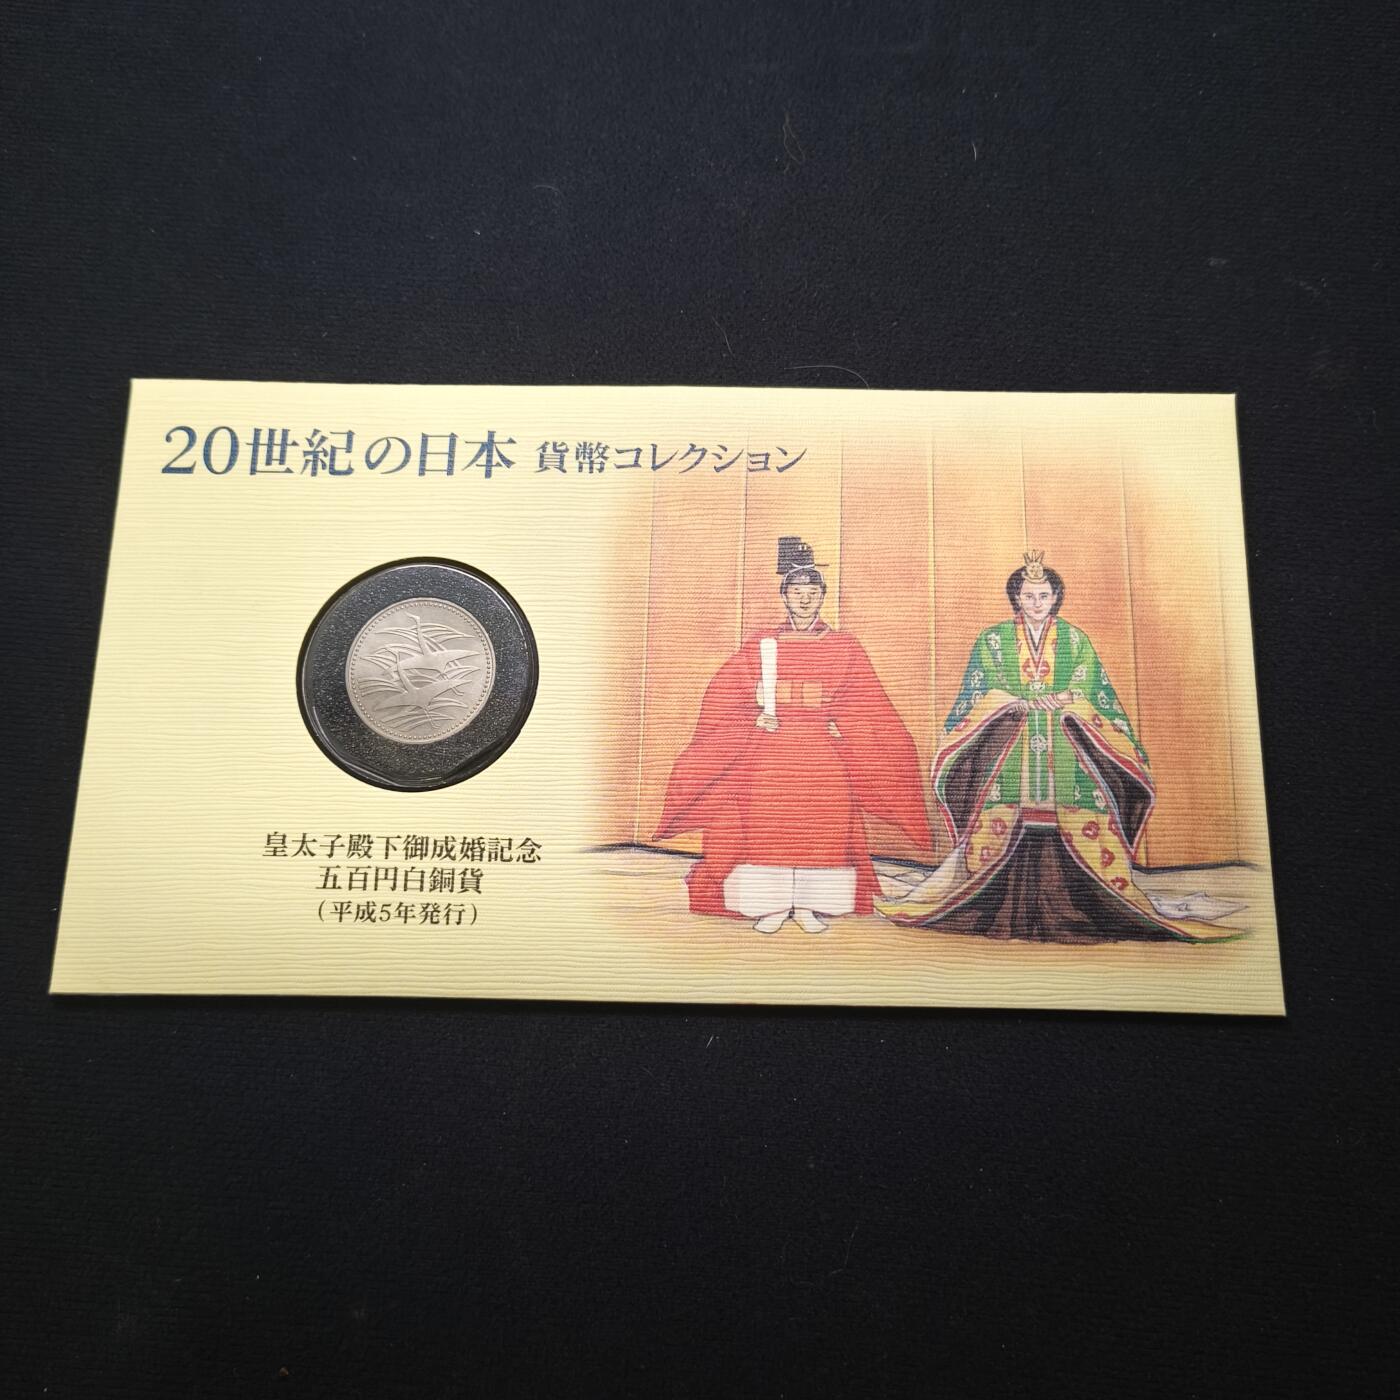 20世紀の日本 貨幣コレクション
皇太子殿下御成婚記念
五百円白銅貨
(平成5年発行)